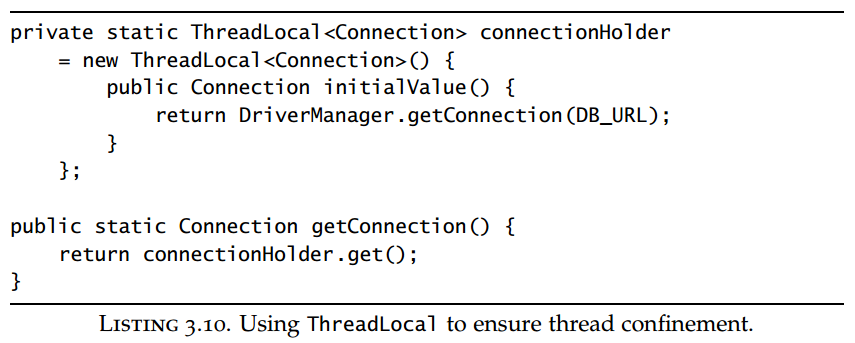 private static ThreadLocal<Connection> connectionHolder
    = new ThreadLocal<Connection>() {
        public Connection initialValue() {
            return DriverManager.getConnection(DB_URL);
        }
    };

public static Connection getConnection() {
    return connectionHolder.get();
}
Listing 3.10. Using ThreadLocal to ensure thread confinement.